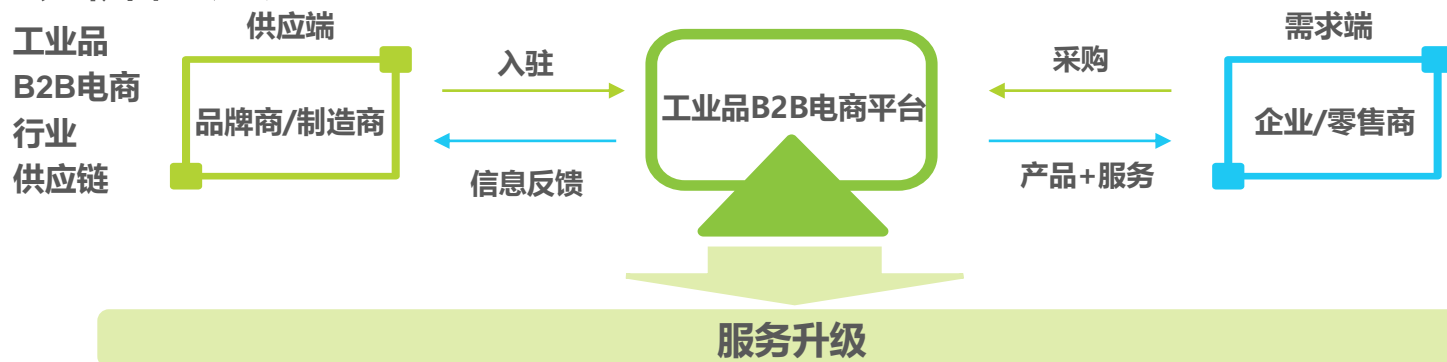 工业品
B2B电商
行业
供应链
供应端
品牌商/制造商
入驻
信息反馈
工业品B2B电商平台
采购
产品+服务
需求端
企业/零售商
服务升级